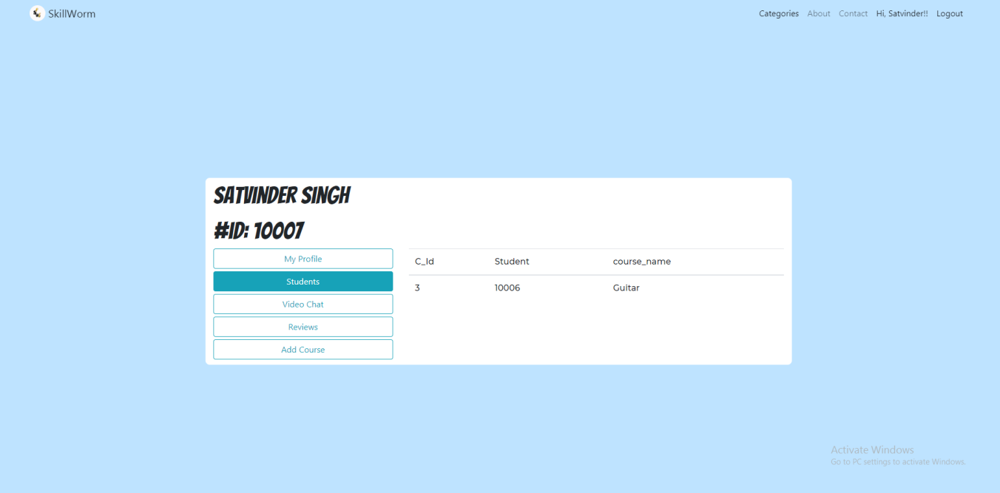 SkillWorm
Categories About Contact Hi, Satvinder!! Logout
SATVINDER SINGH
#ID: 10007
My Profile
Students
Video Chat
Reviews
Add Course
C_Id Student course_name
3 10006 Guitar
Activate Windows
Go to PC settings to activate Windows.